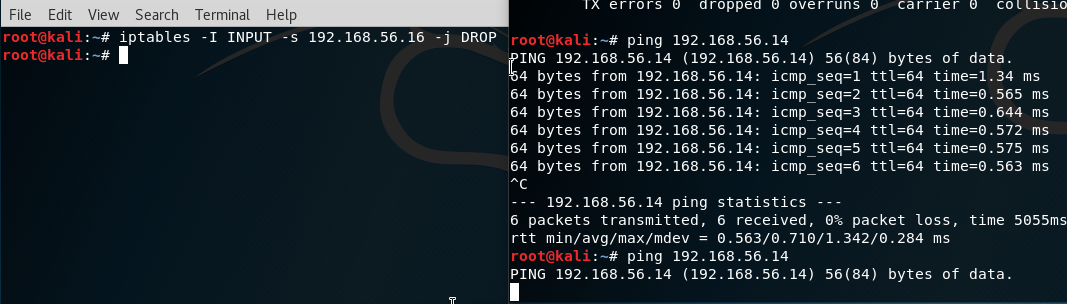 File Edit View Search Terminal Help
root@kali:~# iptables -I INPUT -s 192.168.56.16 -j DROP
root@kali:~#
TX errors 0 dropped 0 overruns 0 carrier 0 collisio
root@kali:~# ping 192.168.56.14
PING 192.168.56.14 (192.168.56.14) 56(84) bytes of data.
64 bytes from 192.168.56.14: icmp_seq=1 ttl=64 time=1.34 ms
64 bytes from 192.168.56.14: icmp_seq=2 ttl=64 time=0.565 ms
64 bytes from 192.168.56.14: icmp_seq=3 ttl=64 time=0.644 ms
64 bytes from 192.168.56.14: icmp_seq=4 ttl=64 time=0.572 ms
64 bytes from 192.168.56.14: icmp_seq=5 ttl=64 time=0.575 ms
64 bytes from 192.168.56.14: icmp_seq=6 ttl=64 time=0.563 ms
^C
--- 192.168.56.14 ping statistics ---
6 packets transmitted, 6 received, 0% packet loss, time 5055ms
rtt min/avg/max/mdev = 0.563/0.710/1.342/0.284 ms
root@kali:~# ping 192.168.56.14
PING 192.168.56.14 (192.168.56.14) 56(84) bytes of data.